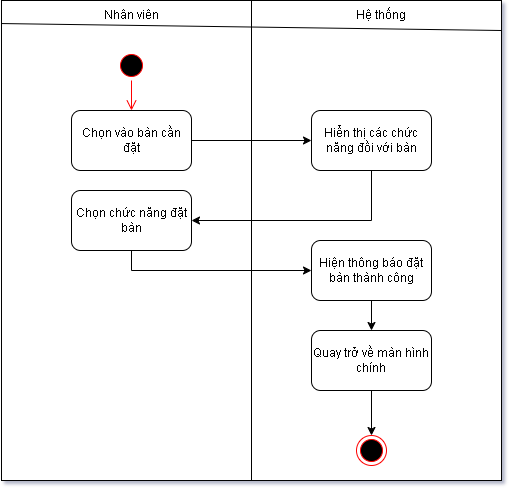 Nhân viên
Hệ thống
Chọn vào bàn cần
đặt
Hiển thị các chức
năng đối với bàn
Chọn chức năng đặt
bàn
Hiện thông báo đặt
bàn thành công
Quay trở về màn hình
chính